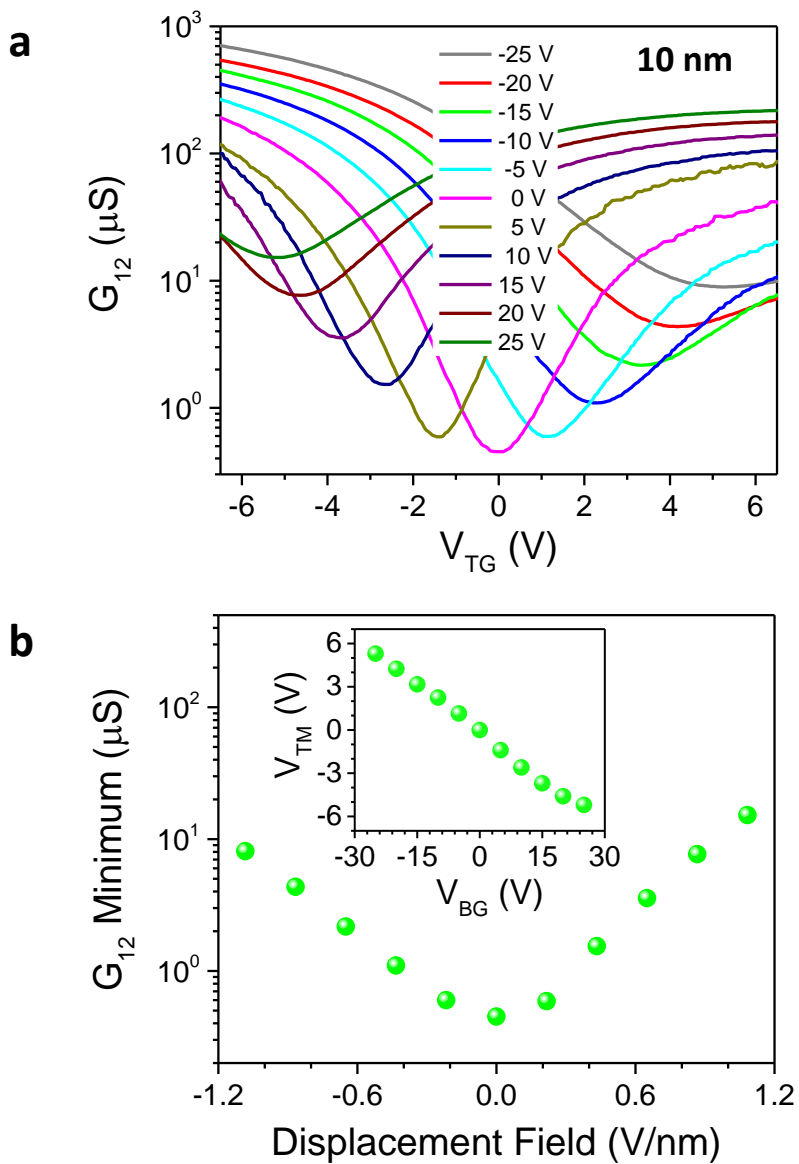 a
10 nm
-25 V
-20 V
-15 V
-10 V
-5 V
0 V
5 V
10 V
15 V
20 V
25 V
10³
10²
10¹
10⁰
G₁₂ (μS)
-6 -4 -2 0 2 4 6
V_TG (V)
b
6
3
0
-3
-6
V_TM (V)
-30 -15 0 15 30
V_BG (V)
10²
10¹
10⁰
G₁₂ Minimum (μS)
-1.2 -0.6 0.0 0.6 1.2
Displacement Field (V/nm)